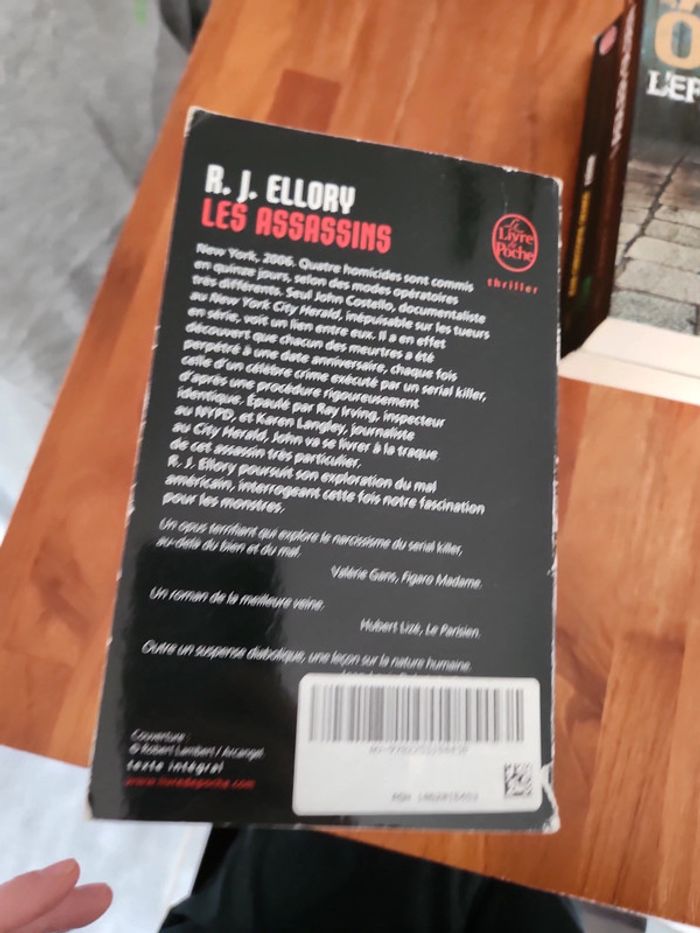 R. J. ELLORY
LES ASSASSINS
Le
Livre
de
Poche
thriller
New York, 2006. Quatre homicides sont commis
en quinze jours, selon des modes opératoires
très différents. Seul John Costello, documentaliste
au New York City Herald, inépuisable sur les tueurs
en série, voit un lien entre eux. Il a en effet
découvert que chacun des meurtres a été
perpétré à une date anniversaire, chaque fois
celle d'un célèbre crime exécuté par un serial killer,
d'après une procédure rigoureusement
identique. Épaulé par Ray Irving, inspecteur
au NYPD, et Karen Langley, journaliste
au City Herald, John va se livrer à la traque
de cet assassin très particulier.
R. J. Ellory poursuit son exploration du mal
américain, interrogeant cette fois notre fascination
pour les monstres.
Un opus terrifiant qui explore le narcissisme du serial killer,
au-delà du bien et du mal.
Valérie Gans, Figaro Madame.
Un roman de la meilleure veine.
Hubert Lizé, Le Parisien.
Outre un suspense diabolique, une leçon sur la nature humaine.
Couverture :
© Robert Lambert / Arcangel
texte intégral
www.livredepoche.com
L'EP